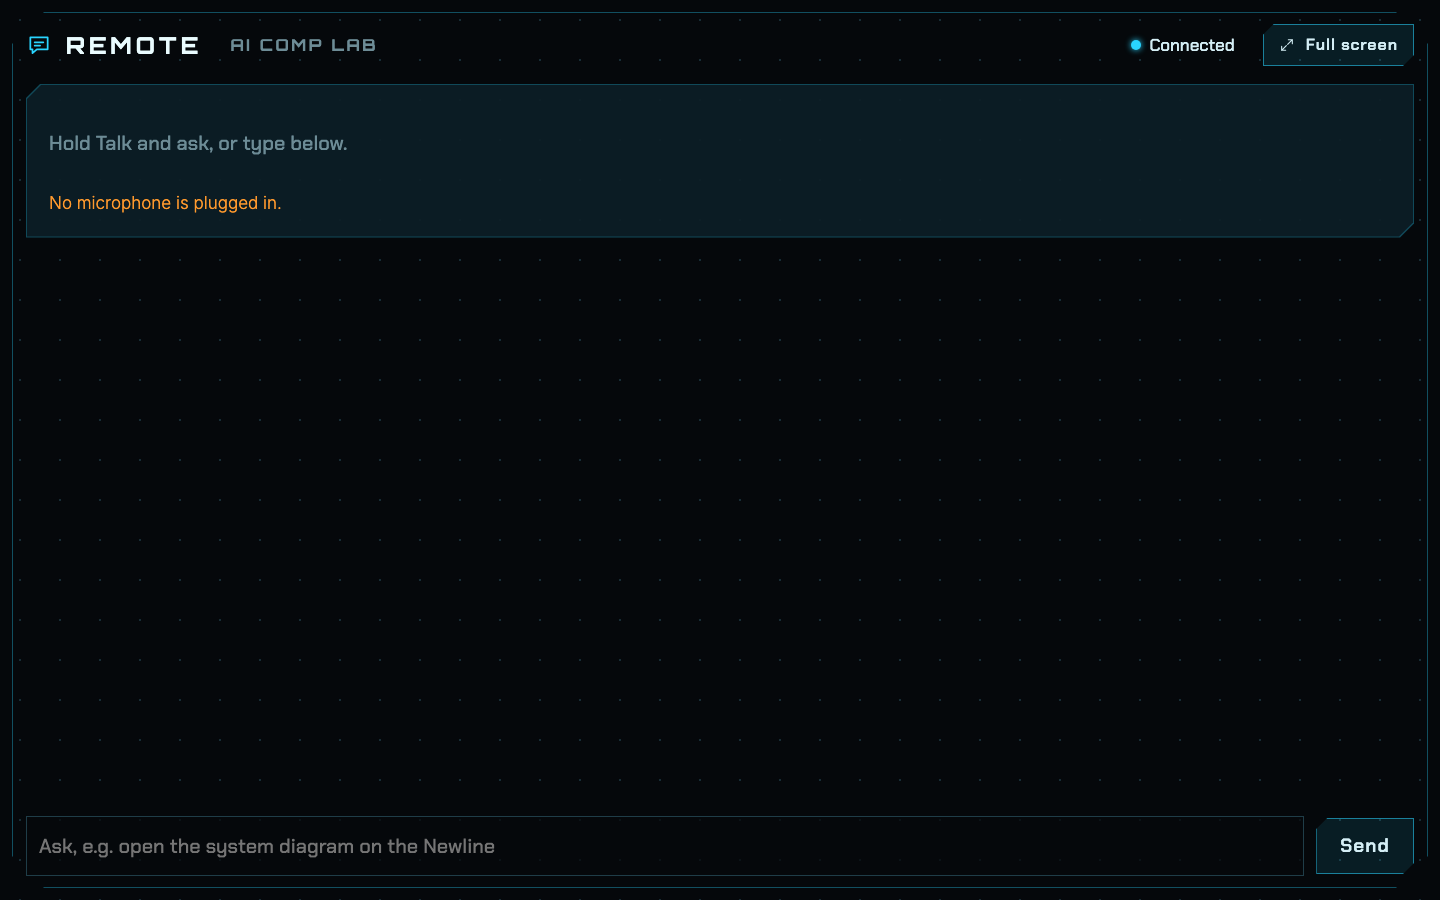 REMOTE AI COMP LAB
Connected
Full screen
Hold Talk and ask, or type below.
No microphone is plugged in.
Ask, e.g. open the system diagram on the Newline
Send